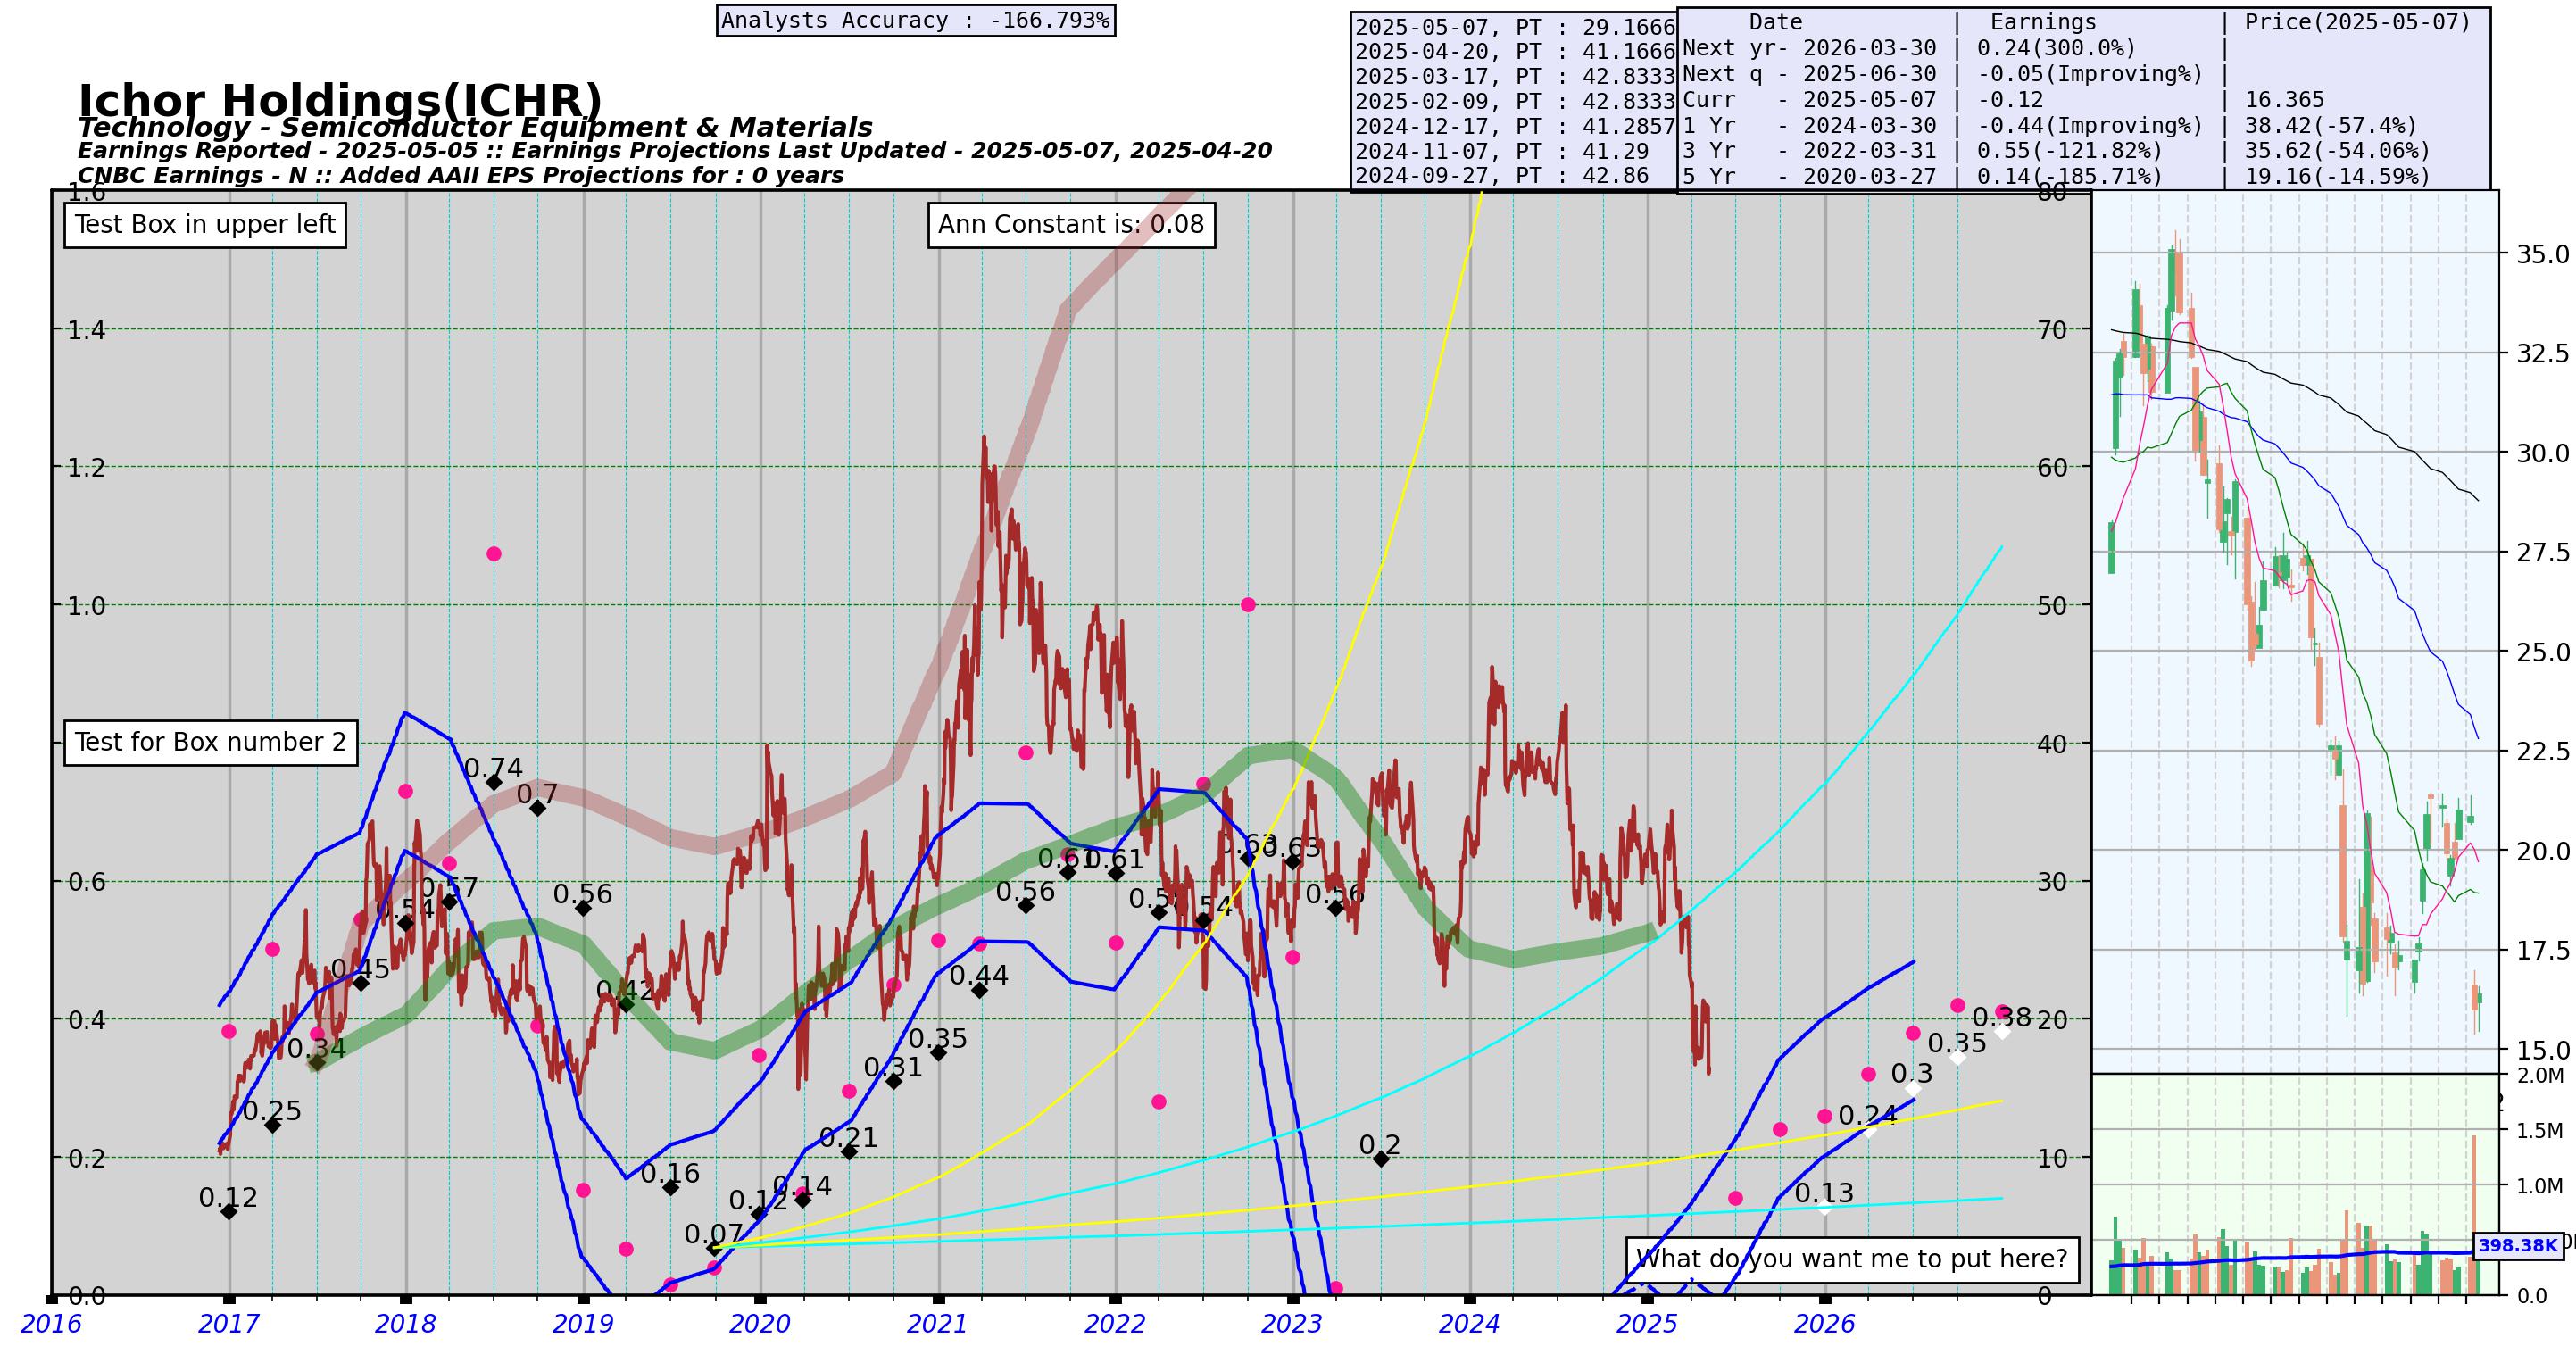 Analysts Accuracy : -166.793%
2025-05-07, PT : 29.1666
2025-04-20, PT : 41.1666
2025-03-17, PT : 42.8333
2025-02-09, PT : 42.8333
2024-12-17, PT : 41.2857
2024-11-07, PT : 41.29
2024-09-27, PT : 42.86
Date | Earnings | Price(2025-05-07)
Next yr- 2026-03-30 | 0.24(300.0%) |
Next q - 2025-06-30 | -0.05(Improving%) |
Curr - 2025-05-07 | -0.12 | 16.365
1 Yr - 2024-03-30 | -0.44(Improving%) | 38.42(-57.4%)
3 Yr - 2022-03-31 | 0.55(-121.82%) | 35.62(-54.06%)
5 Yr - 2020-03-27 | 0.14(-185.71%) | 19.16(-14.59%)
Ichor Holdings(ICHR)
Technology - Semiconductor Equipment & Materials
Earnings Reported - 2025-05-05 :: Earnings Projections Last Updated - 2025-05-07, 2025-04-20
CNBC Earnings - N :: Added AAII EPS Projections for : 0 years
Test Box in upper left
Ann Constant is: 0.08
Test for Box number 2
What do you want me to put here?
1.6
1.4
1.2
1.0
0.6
0.4
0.2
0.0
80
70
60
50
40
30
20
10
0
0.12
0.25
0.34
0.45
0.54
0.57
0.74
0.7
0.56
0.42
0.16
0.07
0.12
0.14
0.21
0.31
0.35
0.44
0.56
0.61
0.61
0.54
0.63
0.63
0.56
0.2
0.13
0.24
0.3
0.35
0.38
2016
2017
2018
2019
2020
2021
2022
2023
2024
2025
2026
35.0
32.5
30.0
27.5
25.0
22.5
20.0
17.5
15.0
2.0M
1.5M
1.0M
398.38K
0.0